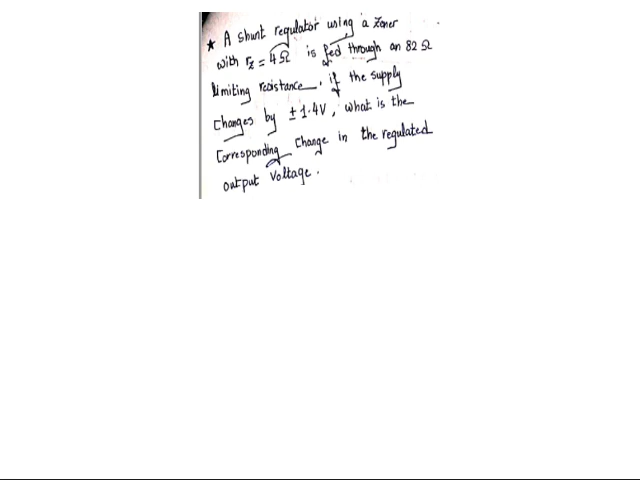 * A shunt regulator using a zener
with rz = 4Ω is fed through an 82 Ω
limiting resistance. if the supply
Changes by ± 1.4V, what is the
Corresponding Change in the regulated
output Voltage.